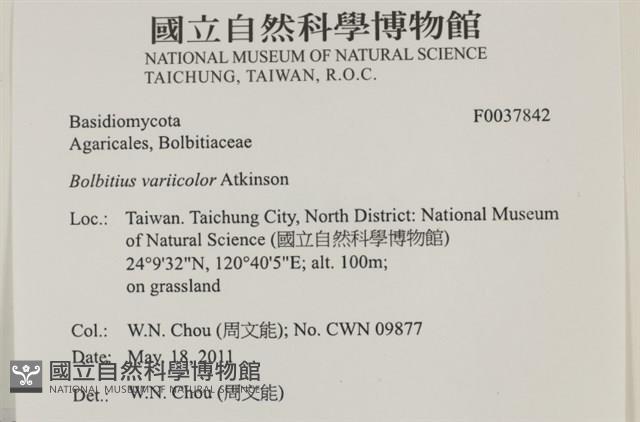 國立自然科學博物館
NATIONAL MUSEUM OF NATURAL SCIENCE
TAICHUNG, TAIWAN, R.O.C.
Basidiomycota F0037842
Agaricales, Bolbitiaceae
Bolbitius variicolor Atkinson
Loc.: Taiwan. Taichung City, North District: National Museum
of Natural Science (國立自然科學博物館)
24°9'32"N, 120°40'5"E; alt. 100m;
on grassland
Col.: W.N. Chou (周文能); No. CWN 09877
Date: May. 18. 2011
國立自然科學博物館
NATIONAL MUSEUM OF NATURAL SCIENCE
Det.: W.N. Chou (周文能)